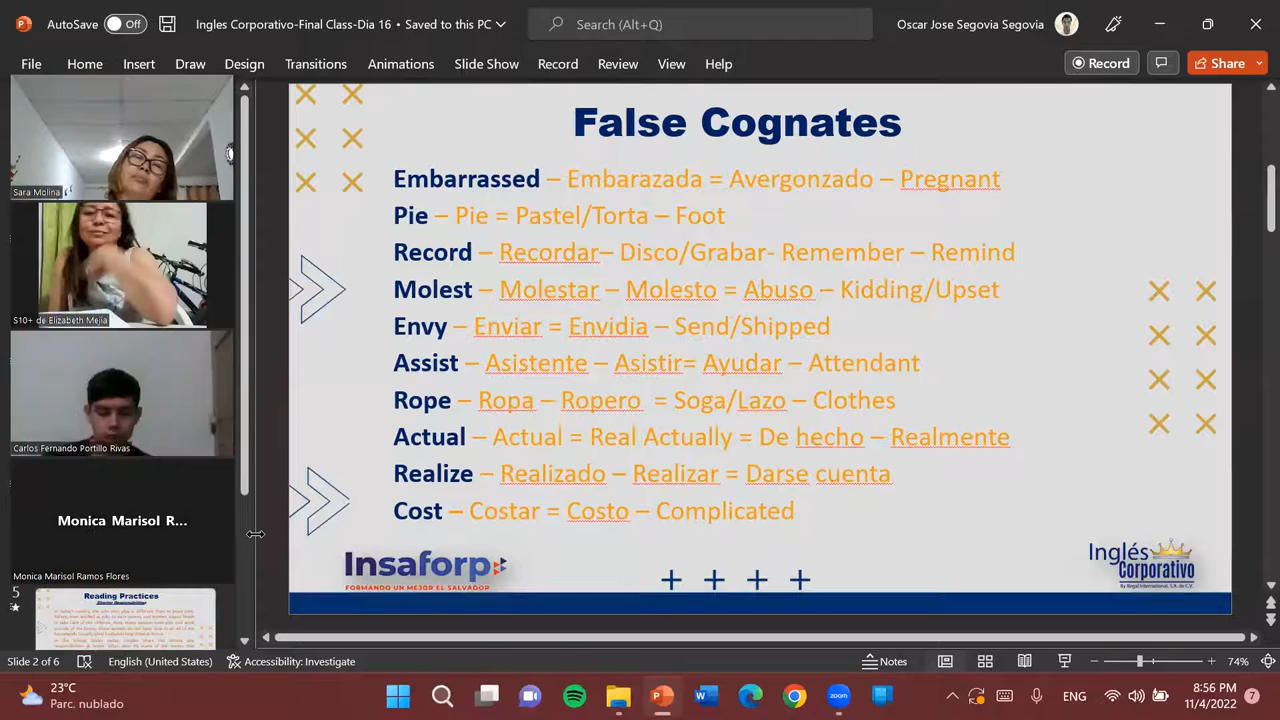 AutoSave Off Ingles Corporativo-Final Class-Dia 16 • Saved to this PC Search (Alt+Q) Oscar Jose Segovia Segovia
File Home Insert Draw Design Transitions Animations Slide Show Record Review View Help Record Share
Sara Molina
S10+ de Elizabeth Mejia
Carlos Fernando Portillo Rivas
Monica Marisol R...
Monica Marisol Ramos Flores
5
Reading Practices
False Cognates
Embarrassed – Embarazada = Avergonzado – Pregnant
Pie – Pie = Pastel/Torta – Foot
Record – Recordar– Disco/Grabar- Remember – Remind
Molest – Molestar – Molesto = Abuso – Kidding/Upset
Envy – Enviar = Envidia – Send/Shipped
Assist – Asistente – Asistir= Ayudar – Attendant
Rope – Ropa – Ropero = Soga/Lazo – Clothes
Actual – Actual = Real Actually = De hecho – Realmente
Realize – Realizado – Realizar = Darse cuenta
Cost – Costar = Costo – Complicated
Insaforp
FORMANDO UN MEJOR EL SALVADOR
Inglés
Corporativo
Slide 2 of 6 English (United States) Accessibility: Investigate Notes 74%
23°C
Parc. nublado
zoom
ENG
8:56 PM
11/4/2022
7